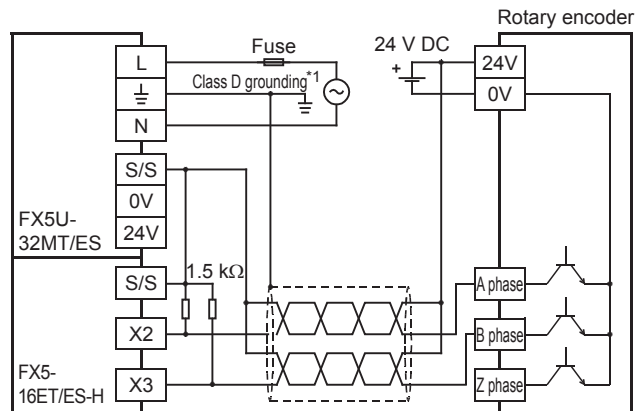 Rotary encoder
Fuse
24 V DC
L
Class D grounding*1
+
24V
0V
N
S/S
0V
24V
FX5U-
32MT/ES
S/S
1.5 kΩ
A phase
X2
B phase
FX5-
16ET/ES-H
X3
Z phase